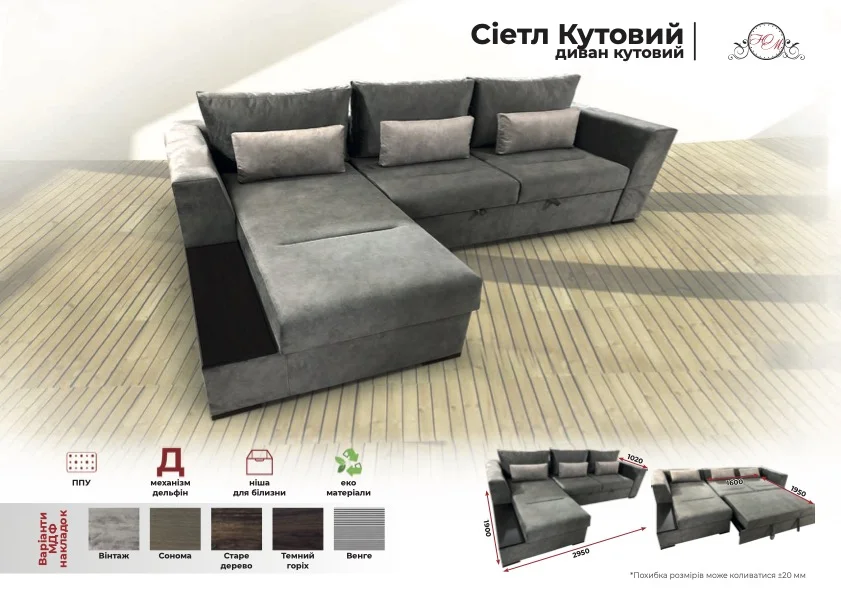 Сіетл Кутовий
диван кутовий
ЮМ
ППУ
механізм
дельфін
ніша
для білизни
еко
матеріали
Д
Варіанти
МДФ
накладок
Вінтаж
Сонома
Старе
дерево
Темний
горіх
Венге
1020
1900
2950
1600
1950
*Похибка розмірів може коливатися ±20 мм